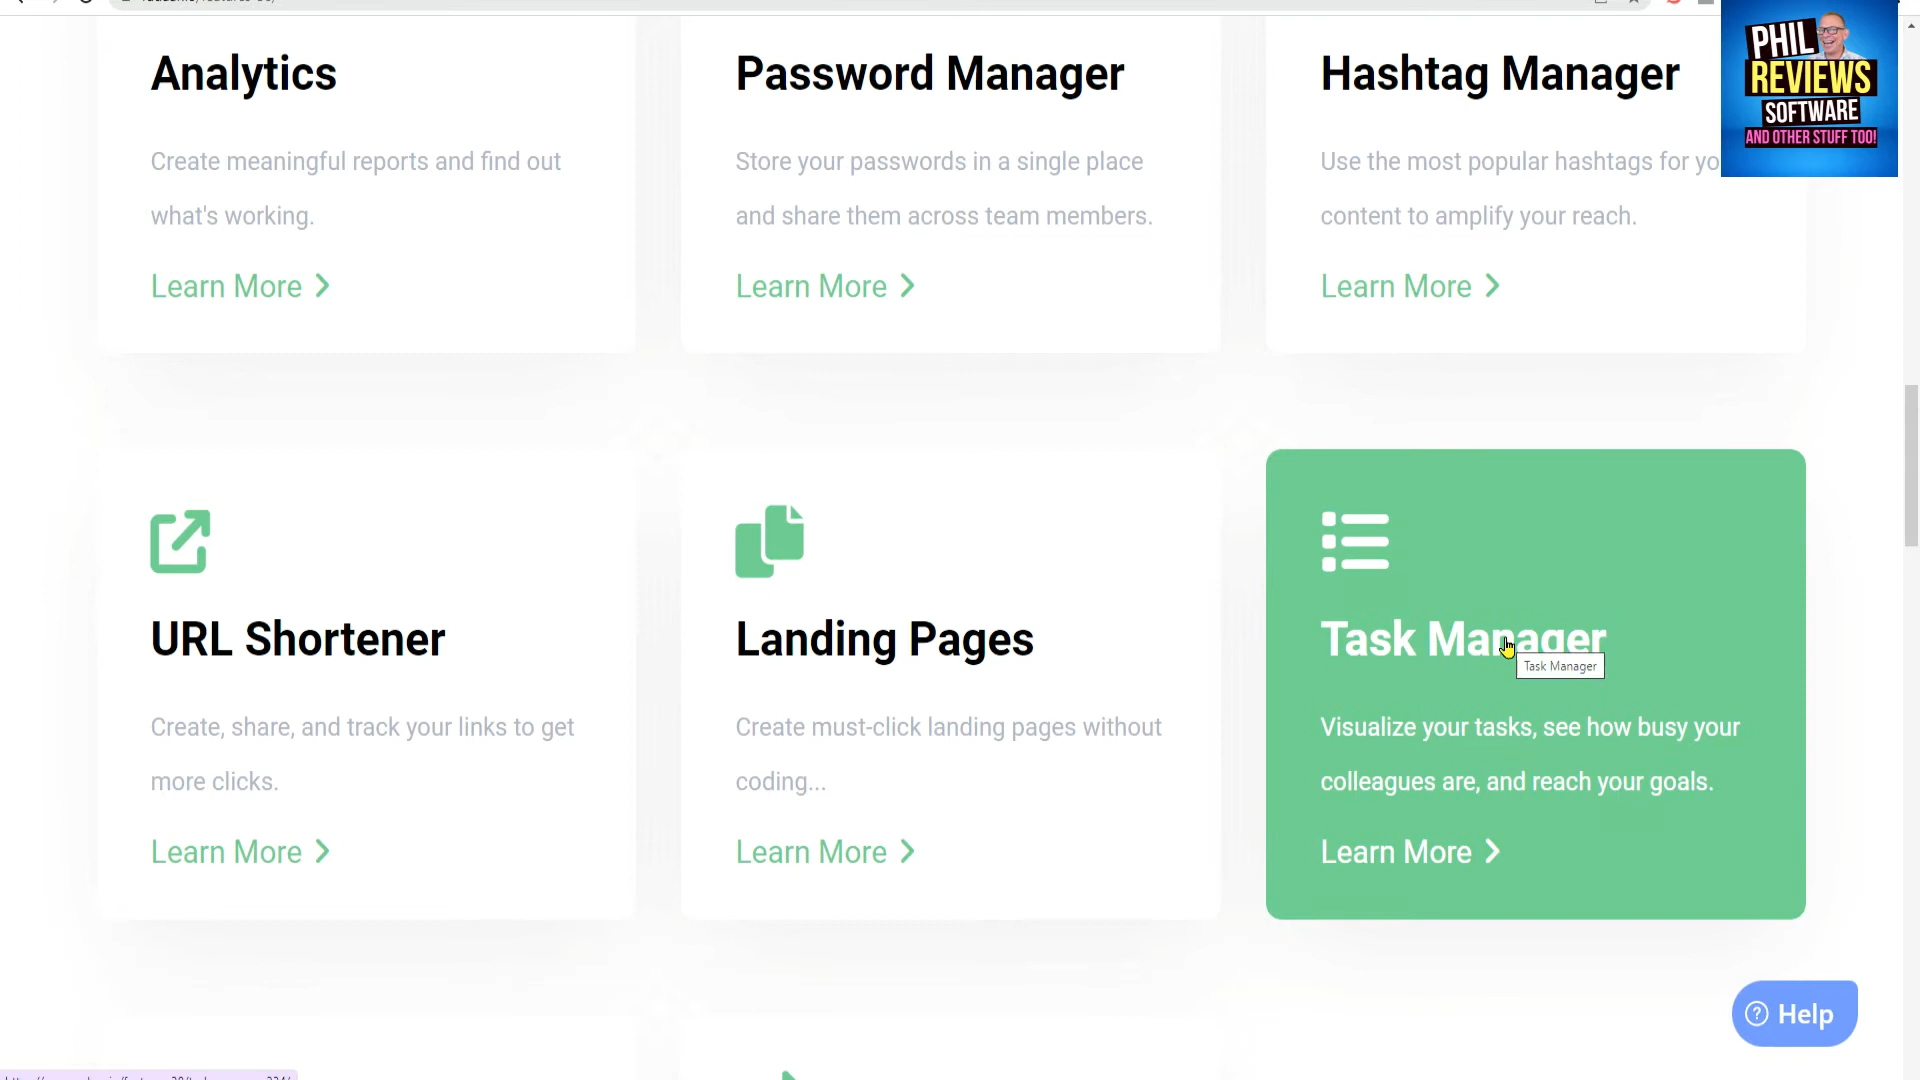 Analytics
Create meaningful reports and find out
what's working.
Learn More
Password Manager
Store your passwords in a single place
and share them across team members.
Learn More
Hashtag Manager
Use the most popular hashtags for yo
content to amplify your reach.
Learn More
PHIL
REVIEWS
SOFTWARE
AND OTHER STUFF TOO!
URL Shortener
Create, share, and track your links to get
more clicks.
Learn More
Landing Pages
Create must-click landing pages without
coding...
Learn More
Task Manager
Task Manager
Visualize your tasks, see how busy your
colleagues are, and reach your goals.
Learn More
? Help